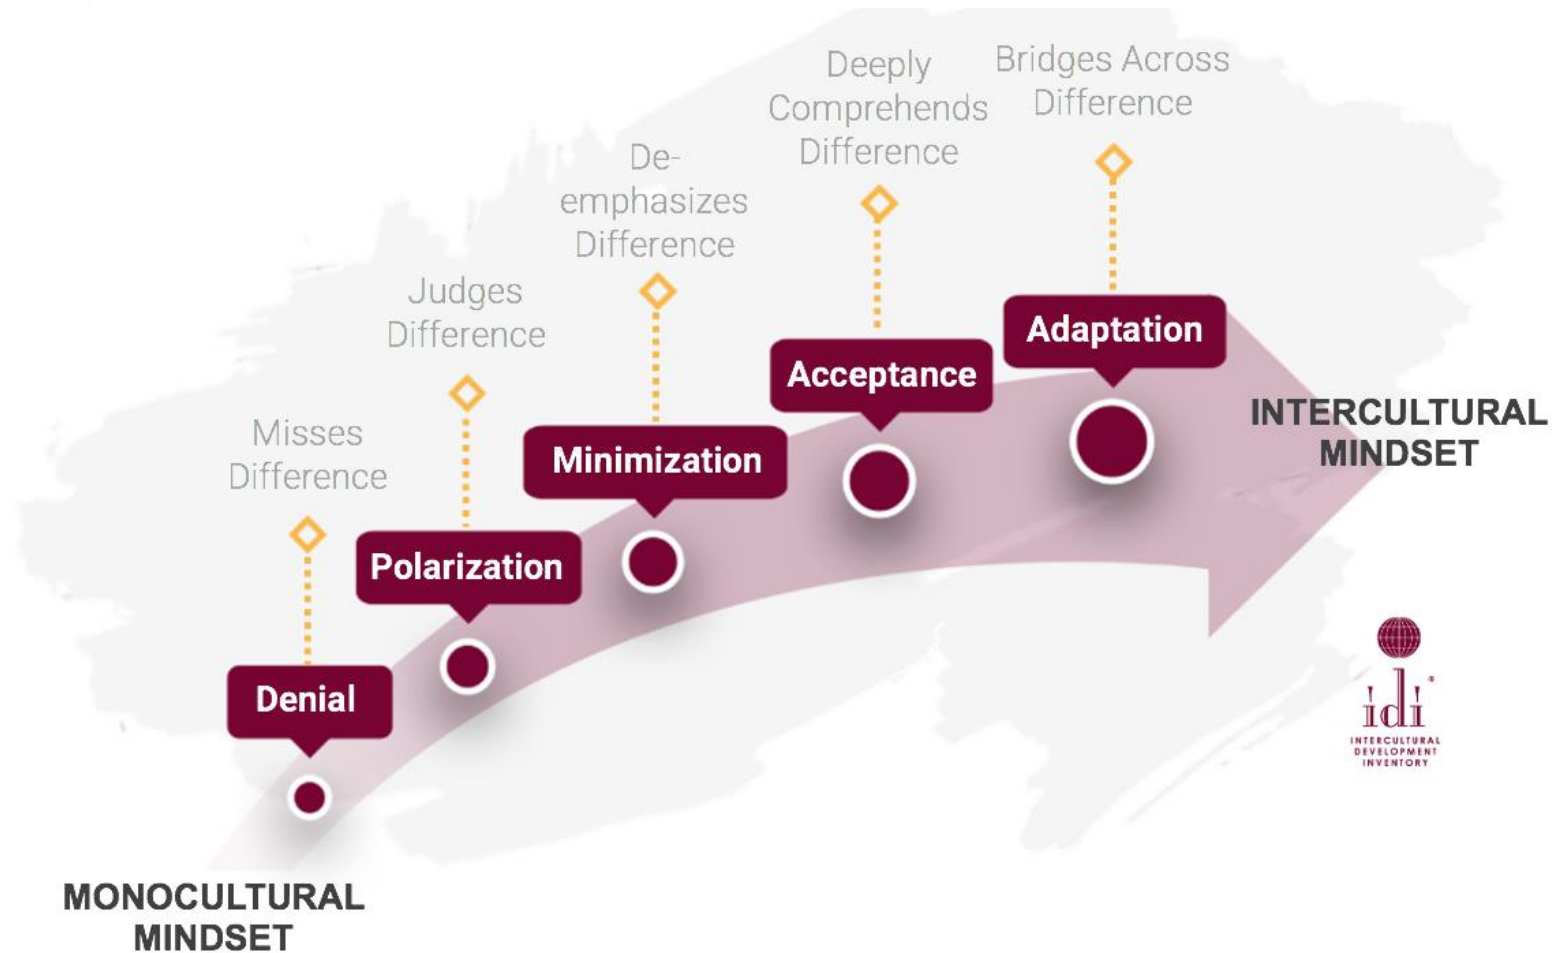 Deeply
Comprehends
Difference
Bridges Across
Difference
De-
emphasizes
Difference
Judges
Difference
Misses
Difference
Adaptation
Acceptance
Minimization
Polarization
Denial
INTERCULTURAL
MINDSET
MONOCULTURAL
MINDSET
idi®
INTERCULTURAL
DEVELOPMENT
INVENTORY